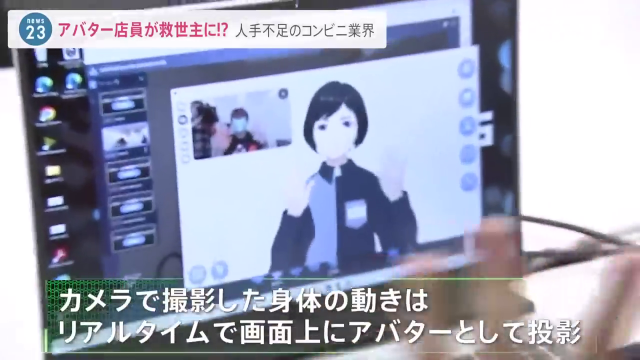 news
23
アバター店員が救世主に!? 人手不足のコンビニ業界
カメラで撮影した身体の動きは
リアルタイムで画面上にアバターとして投影